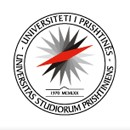 UNIVERSITETI I PRISHTINËS
UNIVERSITAS STUDIORUM PRISHTINIENSIS
1970 MCMLXX